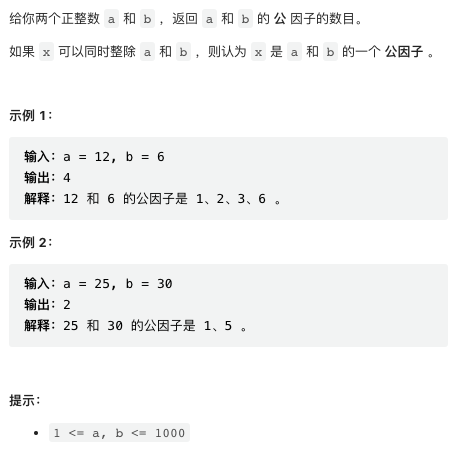 给你两个正整数 a 和 b ，返回 a 和 b 的 公 因子的数目。
如果 x 可以同时整除 a 和 b ，则认为 x 是 a 和 b 的一个 公因子 。
示例 1：
输入：a = 12, b = 6
输出：4
解释：12 和 6 的公因子是 1、2、3、6 。
示例 2：
输入：a = 25, b = 30
输出：2
解释：25 和 30 的公因子是 1、5 。
提示：
• 1 <= a, b <= 1000